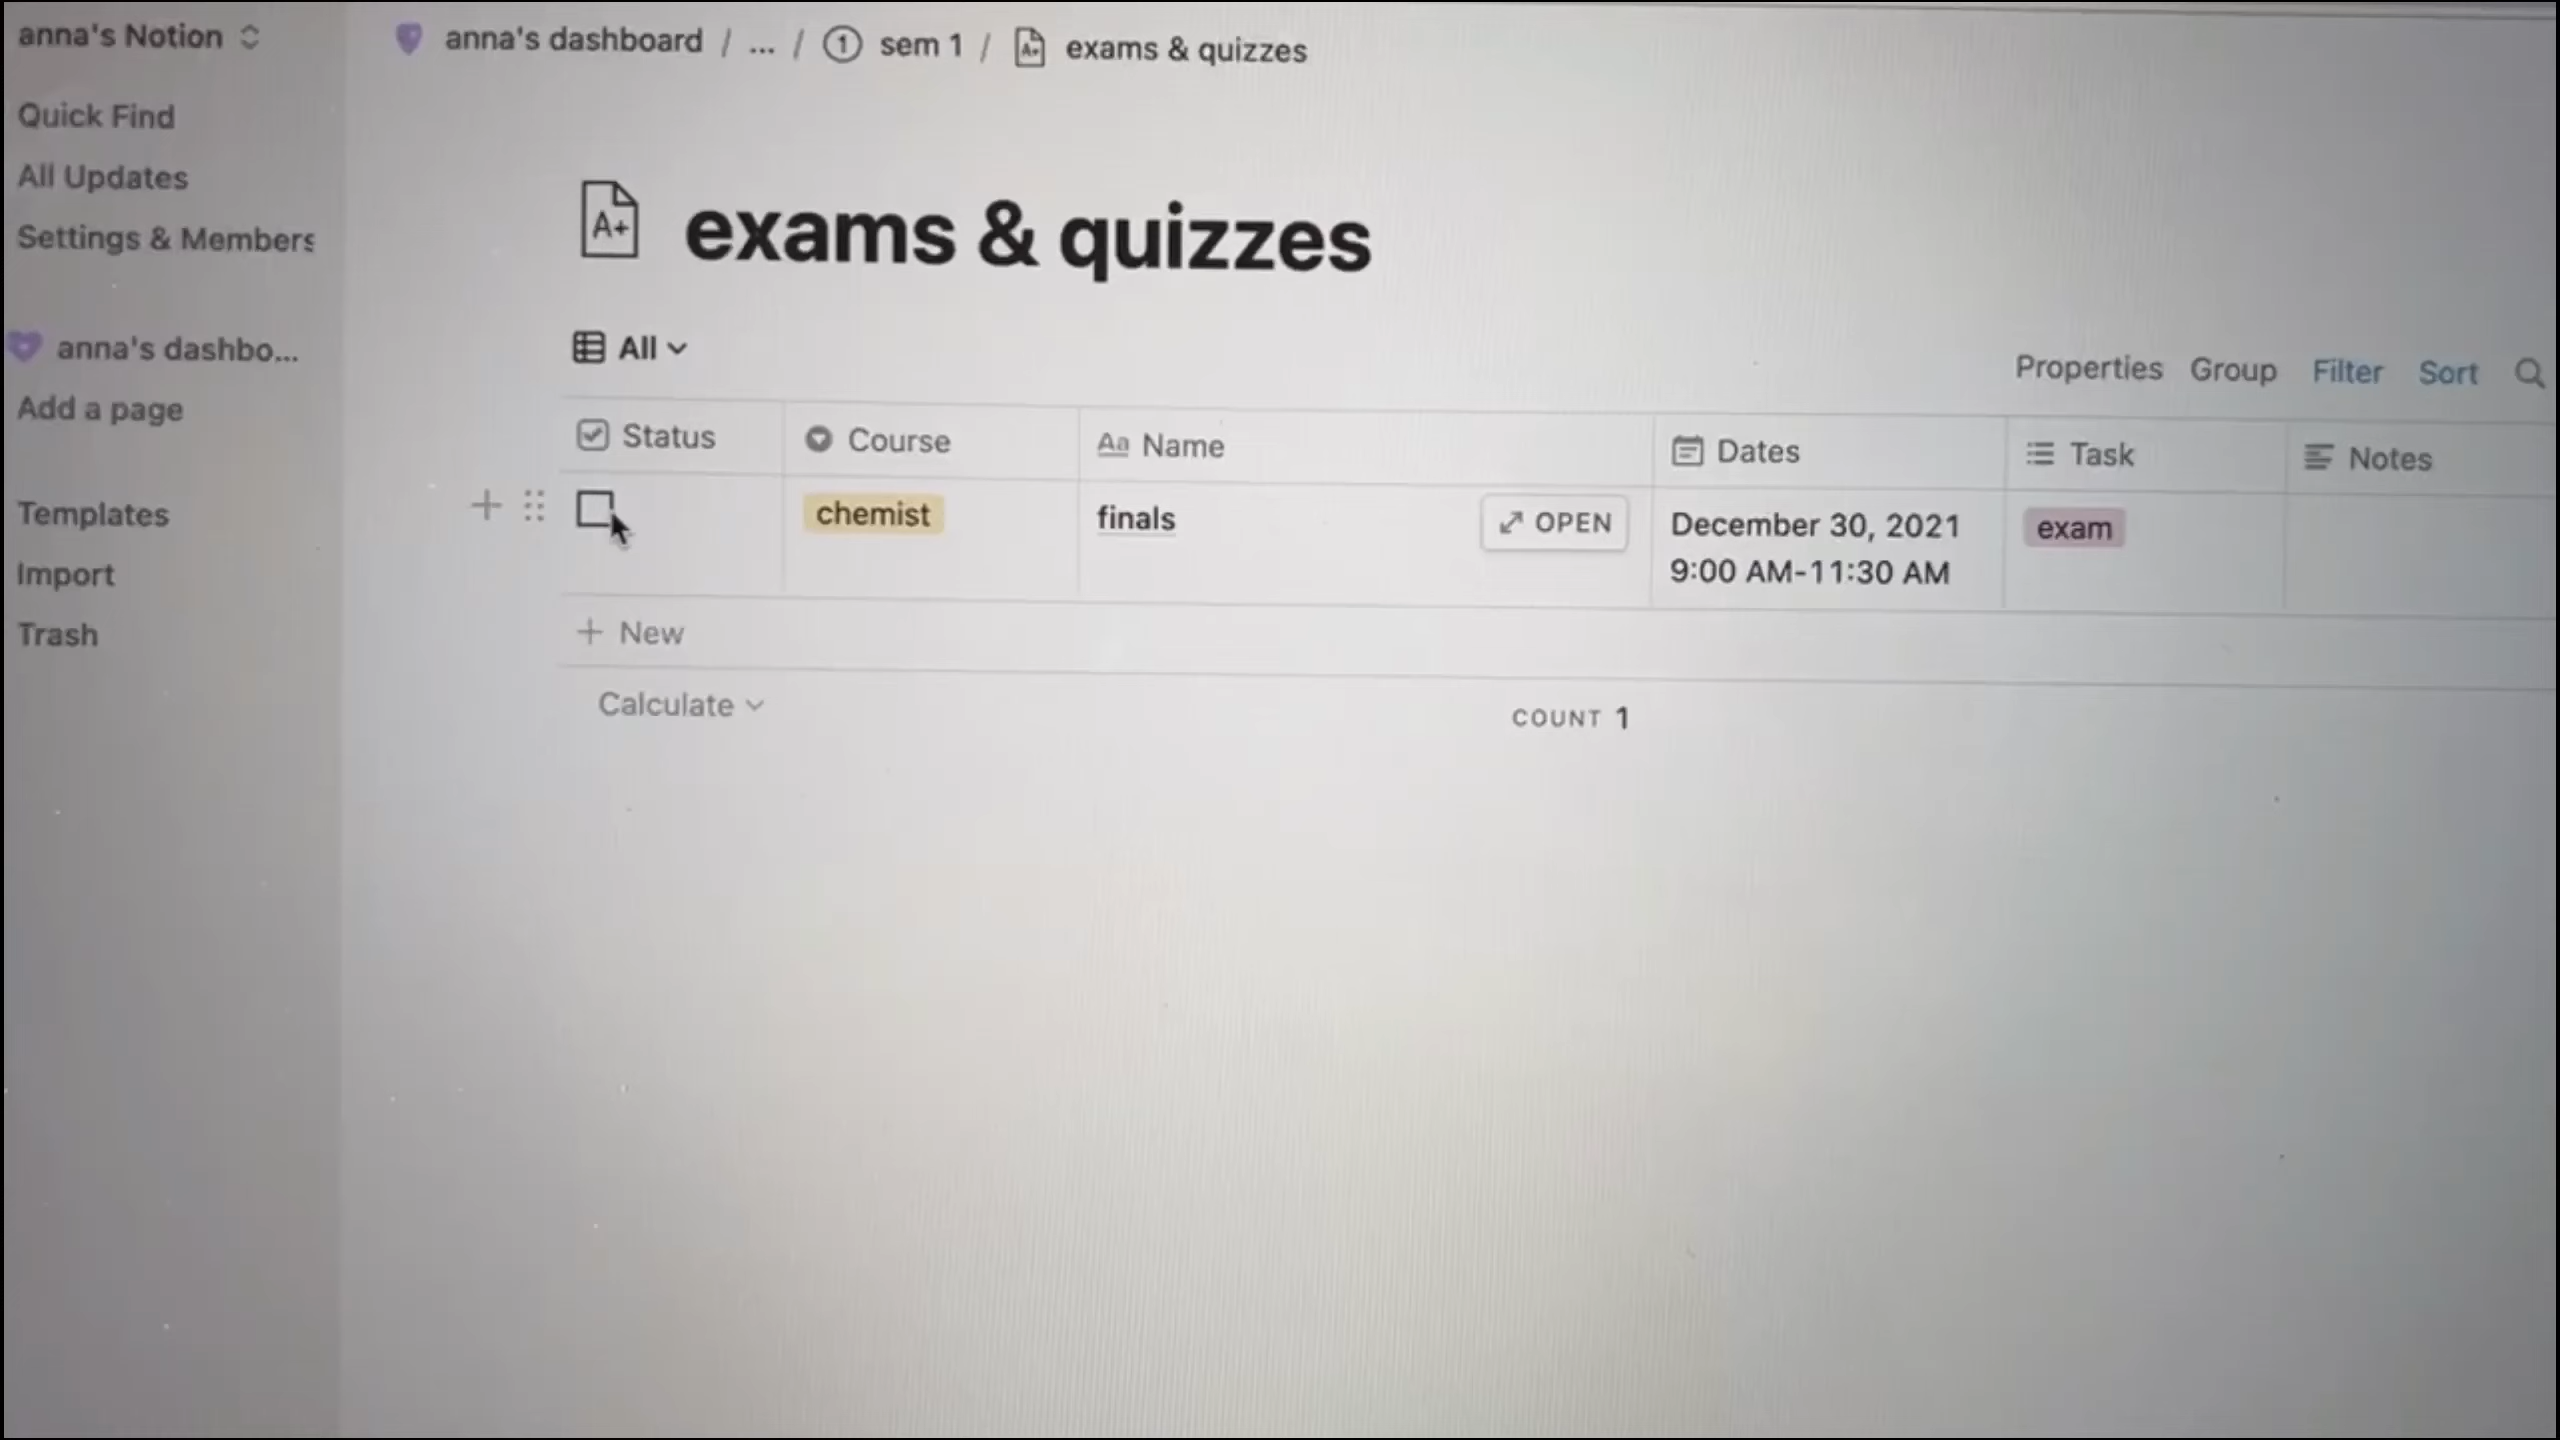 anna's Notion
anna's dashboard / ... / 1 sem 1 / A+ exams & quizzes
Quick Find
All Updates
Settings & Members
anna's dashbo...
Add a page
Templates
Import
Trash
A+ exams & quizzes
All
Properties Group Filter Sort
Status Course Aa Name Dates Task Notes
chemist finals OPEN December 30, 2021 exam
9:00 AM-11:30 AM
+ New
Calculate COUNT 1